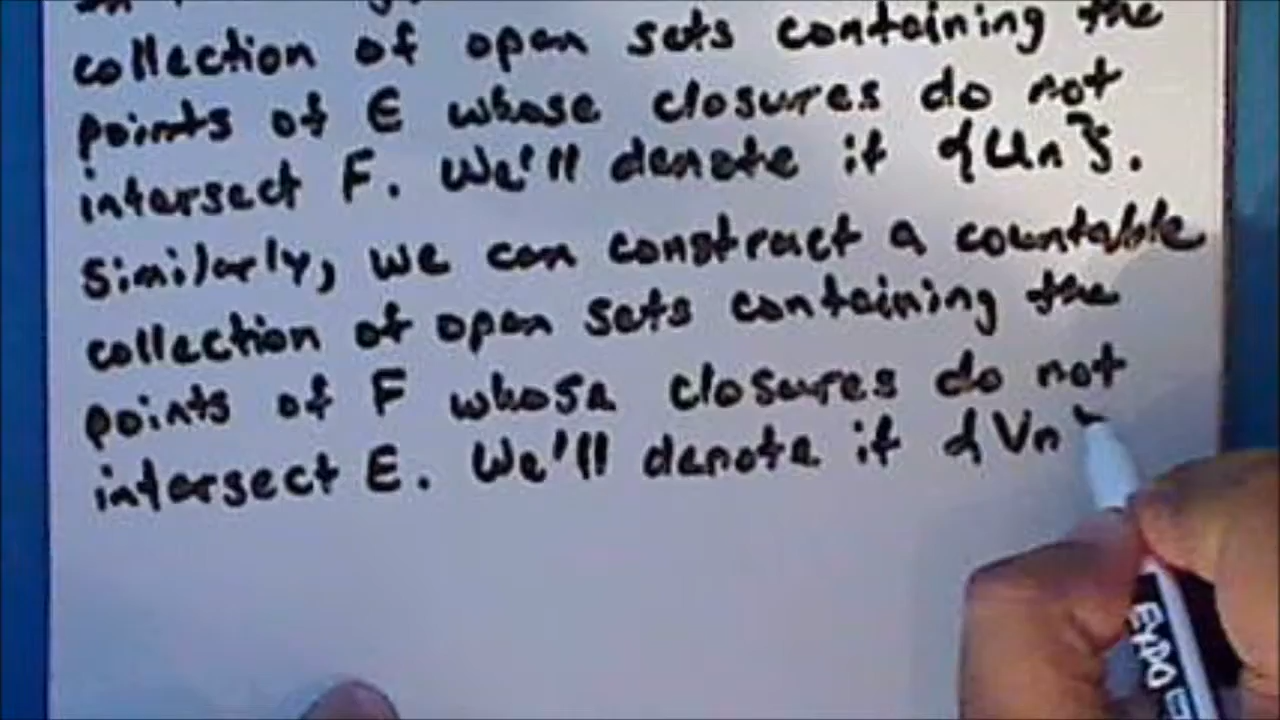 collection of open sets containing the
points of E whose closures do not
intersect F. We'll denote it {Un}.
Similarly, we can construct a countable
collection of open sets containing the
points of F whose closures do not
intersect E. We'll denote it {Vn
EXPO